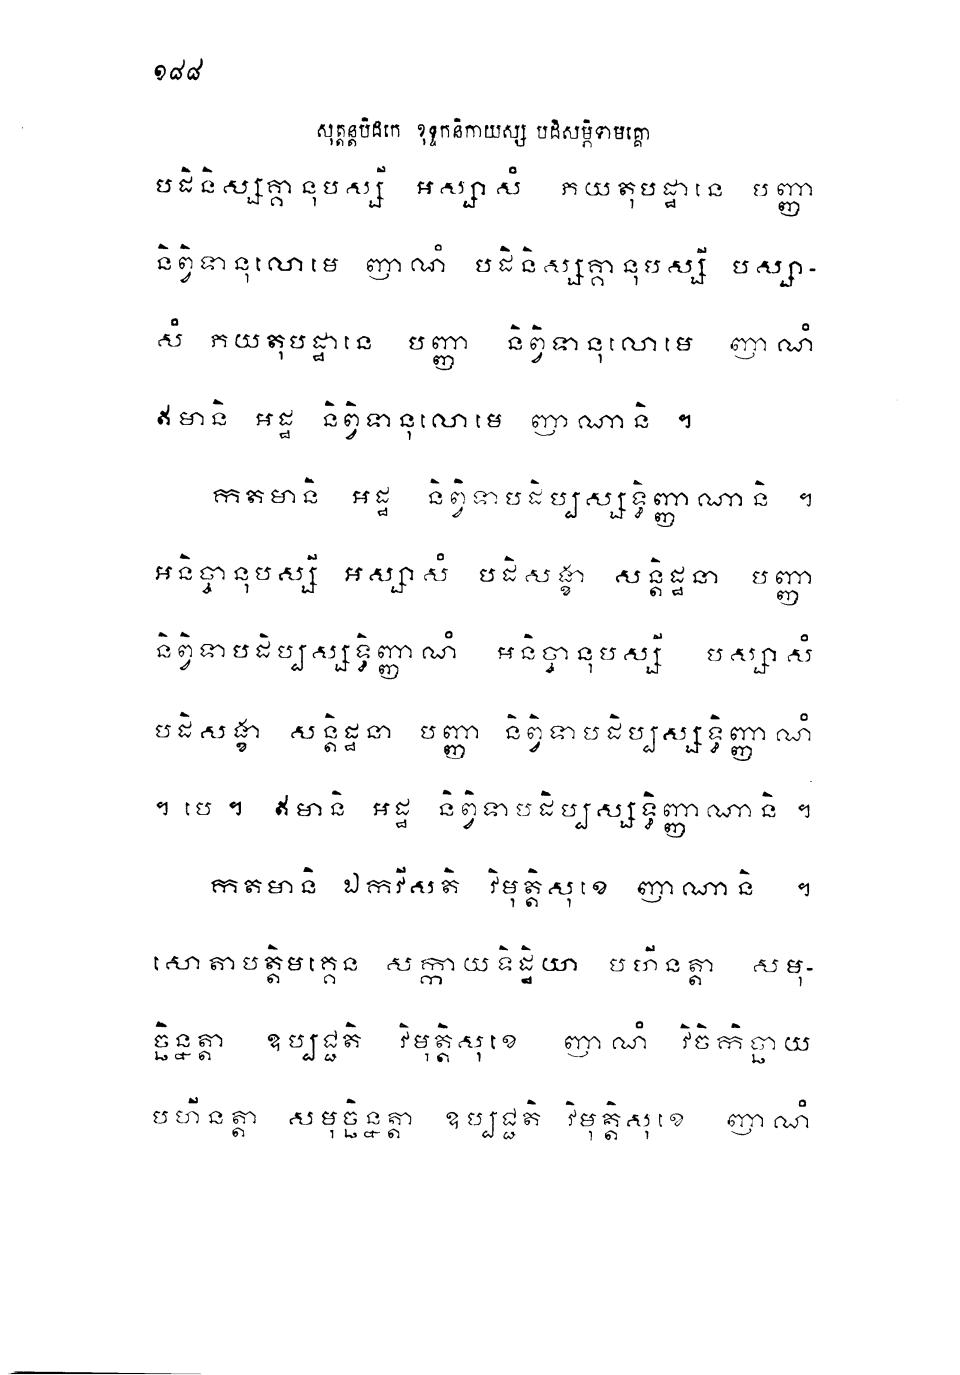 ១៨៨
សុត្តន្តបិដកេ ខុទ្ទកនិកាយស្ស បដិសម្ភិទាមគ្គោ
បដិនិស្សគ្គានុបស្សី អស្សាសំ ភយតុបដ្ឋានេ បញ្ញា
និព្វិទានុលោមេ ញាណំ បដិនិស្សគ្គានុបស្សី បស្សា-
សំ ភយតុបដ្ឋានេ បញ្ញា និព្វិទានុលោមេ ញាណំ
ឥមានិ អដ្ឋ និព្វិទានុលោមេ ញាណានិ ។
កតមានិ អដ្ឋ និព្វិទាបដិប្បស្សទ្ធិញ្ញាណានិ ។
អនិច្ចានុបស្សី អស្សាសំ បដិសង្ខា សន្តិដ្ឋនា បញ្ញា
និព្វិទាបដិប្បស្សទ្ធិញ្ញាណំ អនិច្ចានុបស្សី បស្សាសំ
បដិសង្ខា សន្តិដ្ឋនា បញ្ញា និព្វិទាបដិប្បស្សទ្ធិញ្ញាណំ
។ បេ ។ ឥមានិ អដ្ឋ និព្វិទាបដិប្បស្សទ្ធិញ្ញាណានិ ។
កតមានិ ឯកវីសតិ វិមុត្តិសុខេ ញាណានិ ។
សោតាបត្តិមគ្គេន សក្កាយទិដ្ឋិយា បហីនត្តា សមុ-
ច្ឆិន្នត្តា ឧប្បជ្ជតិ វិមុត្តិសុខេ ញាណំ វិចិកិច្ឆាយ
បហីនត្តា សមុច្ឆិន្នត្តា ឧប្បជ្ជតិ វិមុត្តិសុខេ ញាណំ